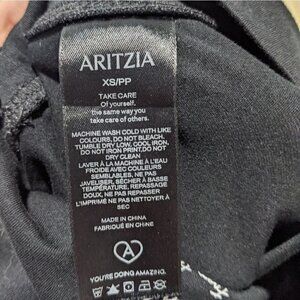 ARITZIA
XS/PP
TAKE CARE
Of yourself,
the same way you
take care of others.
MACHINE WASH COLD WITH LIKE
COLOURS, DO NOT BLEACH,
TUMBLE DRY LOW, COOL IRON,
DO NOT IRON PRINT,DO NOT
DRY CLEAN
LAVER À LA MACHINE À L'EAU
FROIDE AVEC COULEURS
SEMBLABLES, NE PAS
JAVELISER, SÉCHER À BASSE
TEMPÉRATURE, REPASSAGE
DOUX, NE PAS REPASSER
L'IMPRIMÉ NE PAS NETTOYER À
SEC
MADE IN CHINA
FABRIQUÉ EN CHINE
A
YOU'RE DOING AMAZING.